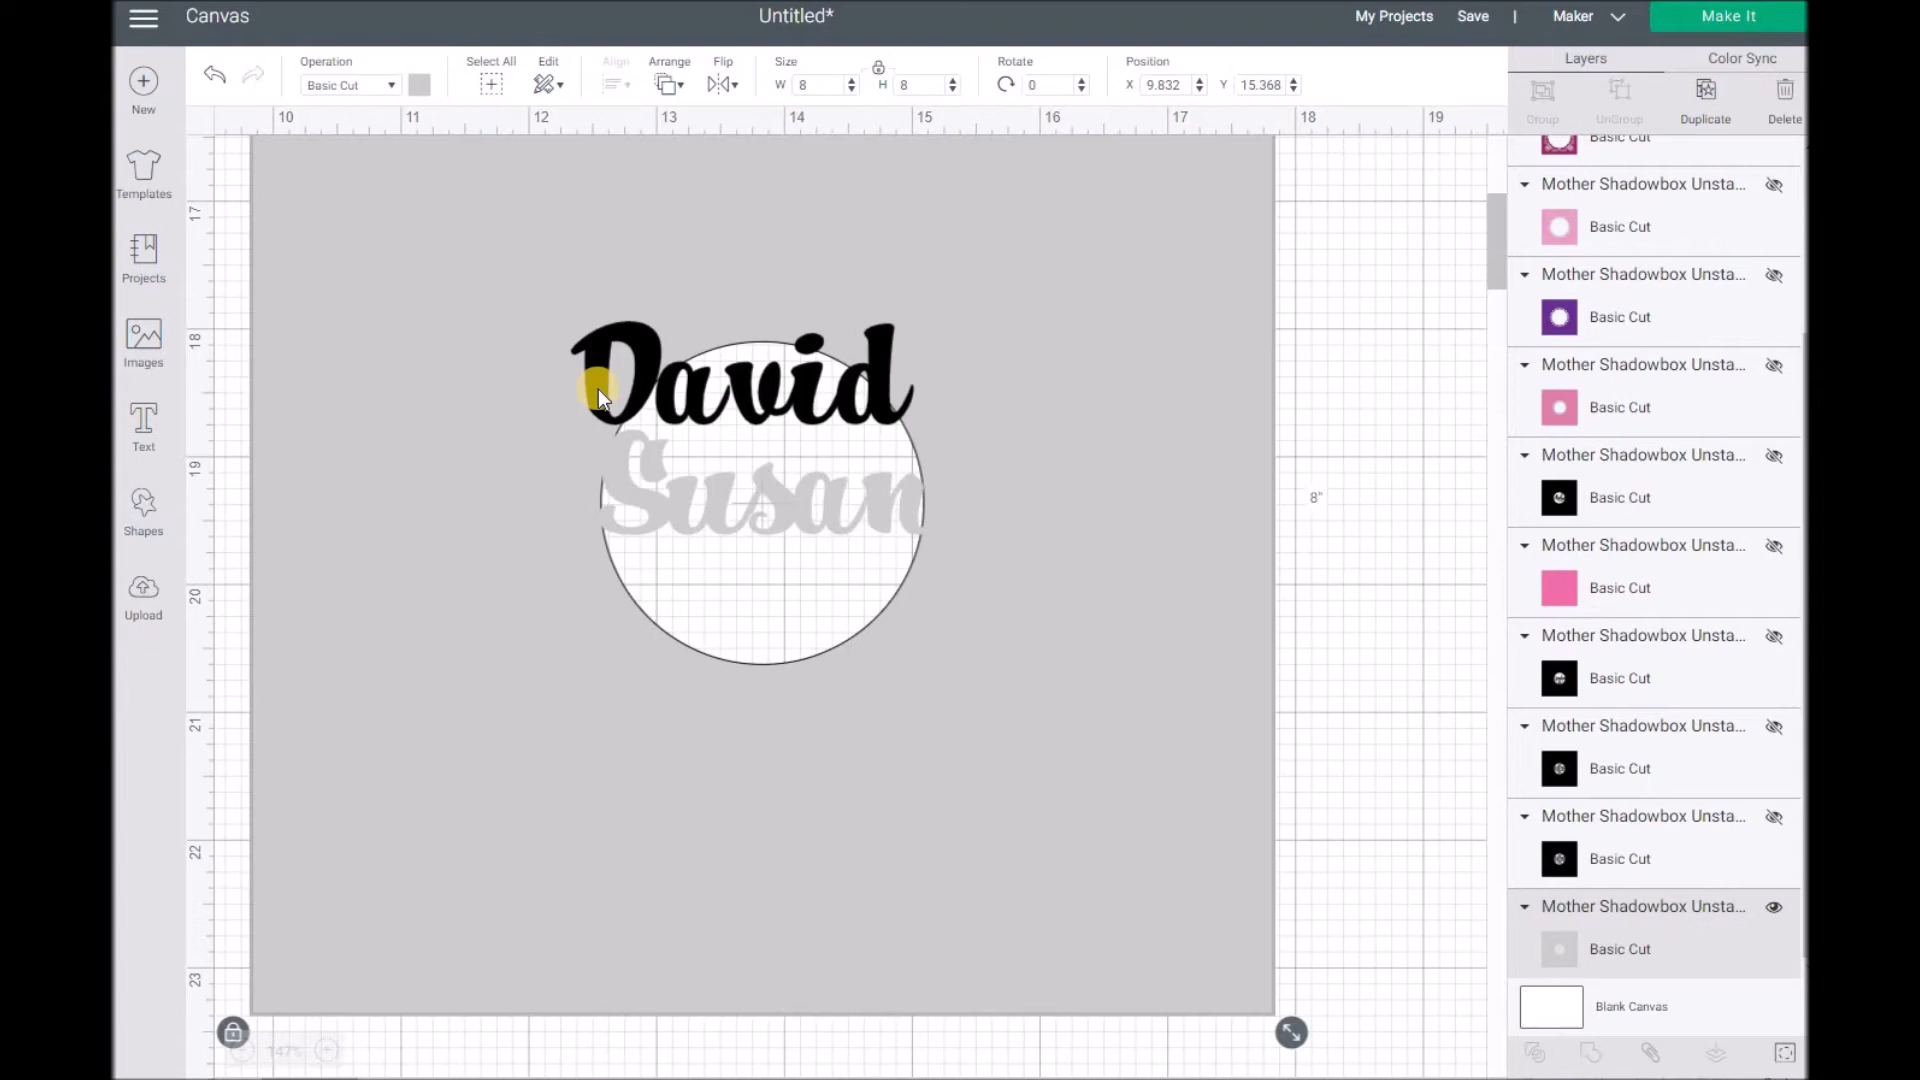 Canvas
Untitled*
My Projects
Save
|
Maker
Make It
New
Templates
Projects
Images
Text
Shapes
Upload
Operation
Basic Cut
Select All
Edit
Align
Arrange
Flip
Size
W 8
H 8
Rotate
0
Position
X 9.832
Y 15.368
10 11 12 13 14 15 16 17 18 19
17
18
19
20
21
22
23
David
Susan
8"
147%
Layers
Color Sync
Group
UnGroup
Duplicate
Delete
Basic Cut
Mother Shadowbox Unsta...
Basic Cut
Mother Shadowbox Unsta...
Basic Cut
Mother Shadowbox Unsta...
Basic Cut
Mother Shadowbox Unsta...
Basic Cut
Mother Shadowbox Unsta...
Basic Cut
Mother Shadowbox Unsta...
Basic Cut
Mother Shadowbox Unsta...
Basic Cut
Mother Shadowbox Unsta...
Basic Cut
Mother Shadowbox Unsta...
Basic Cut
Blank Canvas